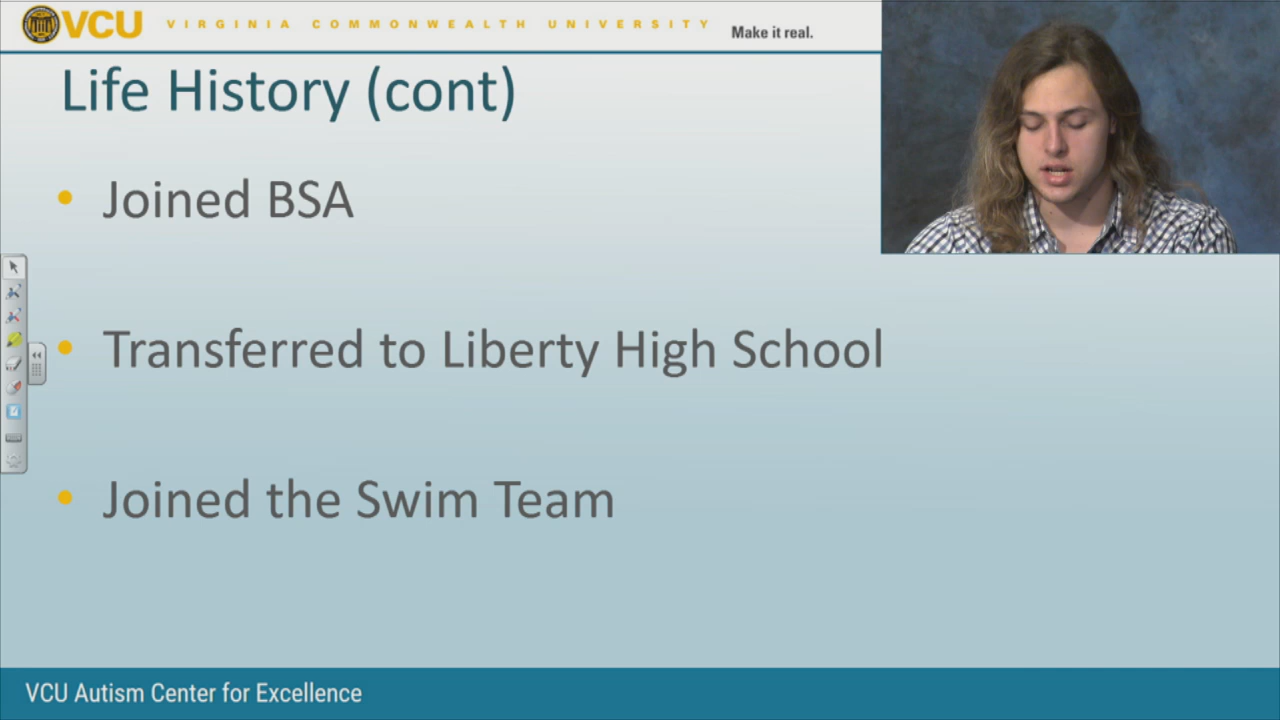 VCU VIRGINIA COMMONWEALTH UNIVERSITY Make it real.
Life History (cont)
• Joined BSA
• Transferred to Liberty High School
• Joined the Swim Team
VCU Autism Center for Excellence